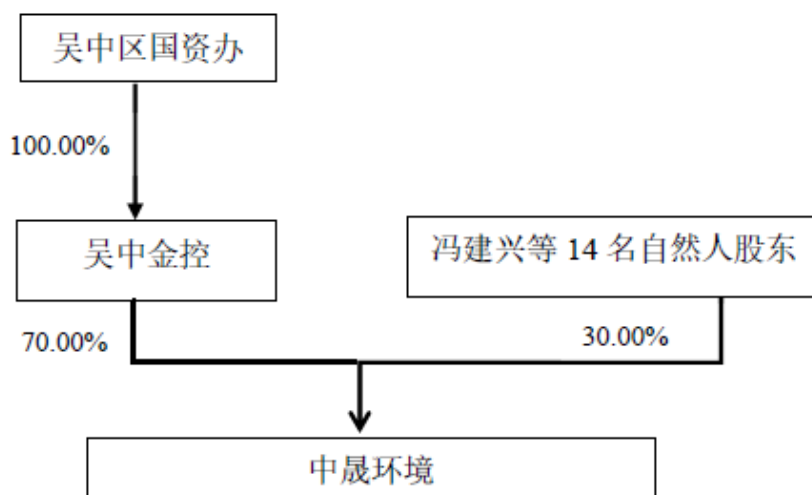 吴中区国资办
100.00%
吴中金控
冯建兴等 14 名自然人股东
70.00%
30.00%
中晟环境